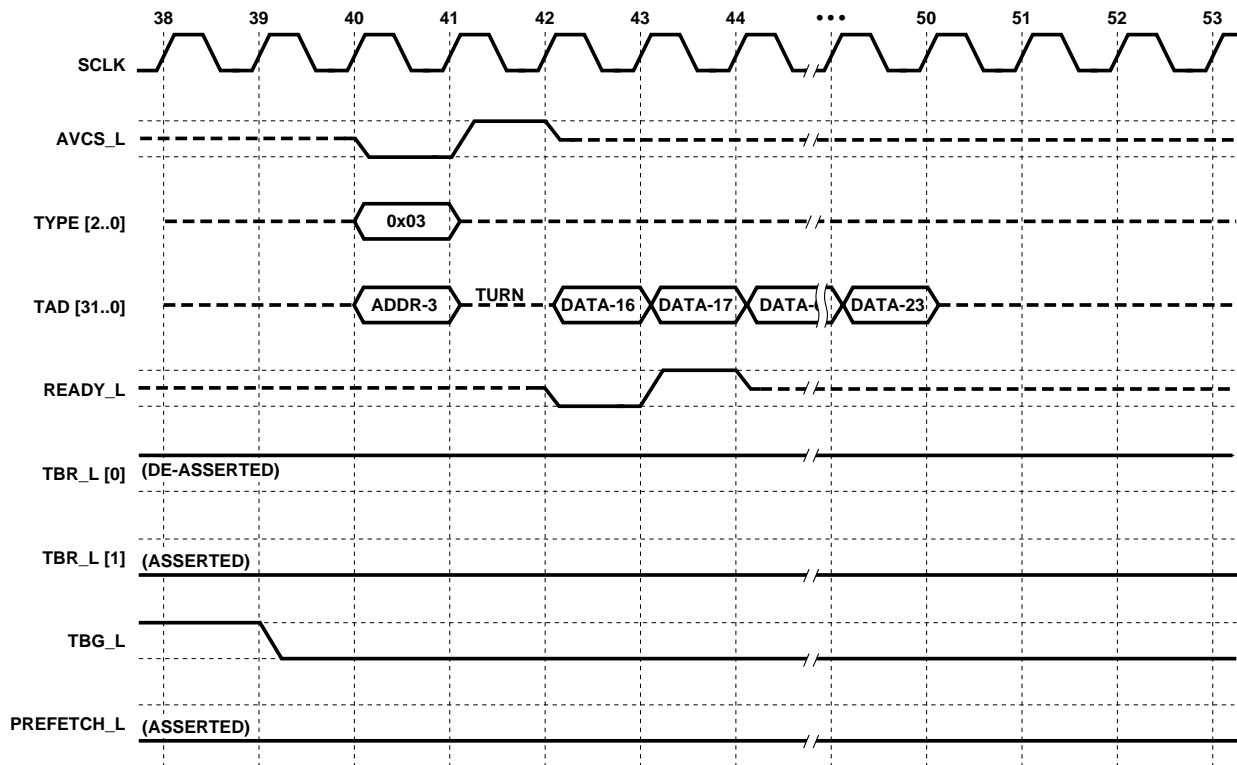 38 39 40 41 42 43 44 ••• 50 51 52 53
SCLK
AVCS_L
TYPE [2..0] 0x03
TAD [31..0] ADDR-3 TURN DATA-16 DATA-17 DATA- DATA-23
READY_L
TBR_L [0] (DE-ASSERTED)
TBR_L [1] (ASSERTED)
TBG_L
PREFETCH_L (ASSERTED)